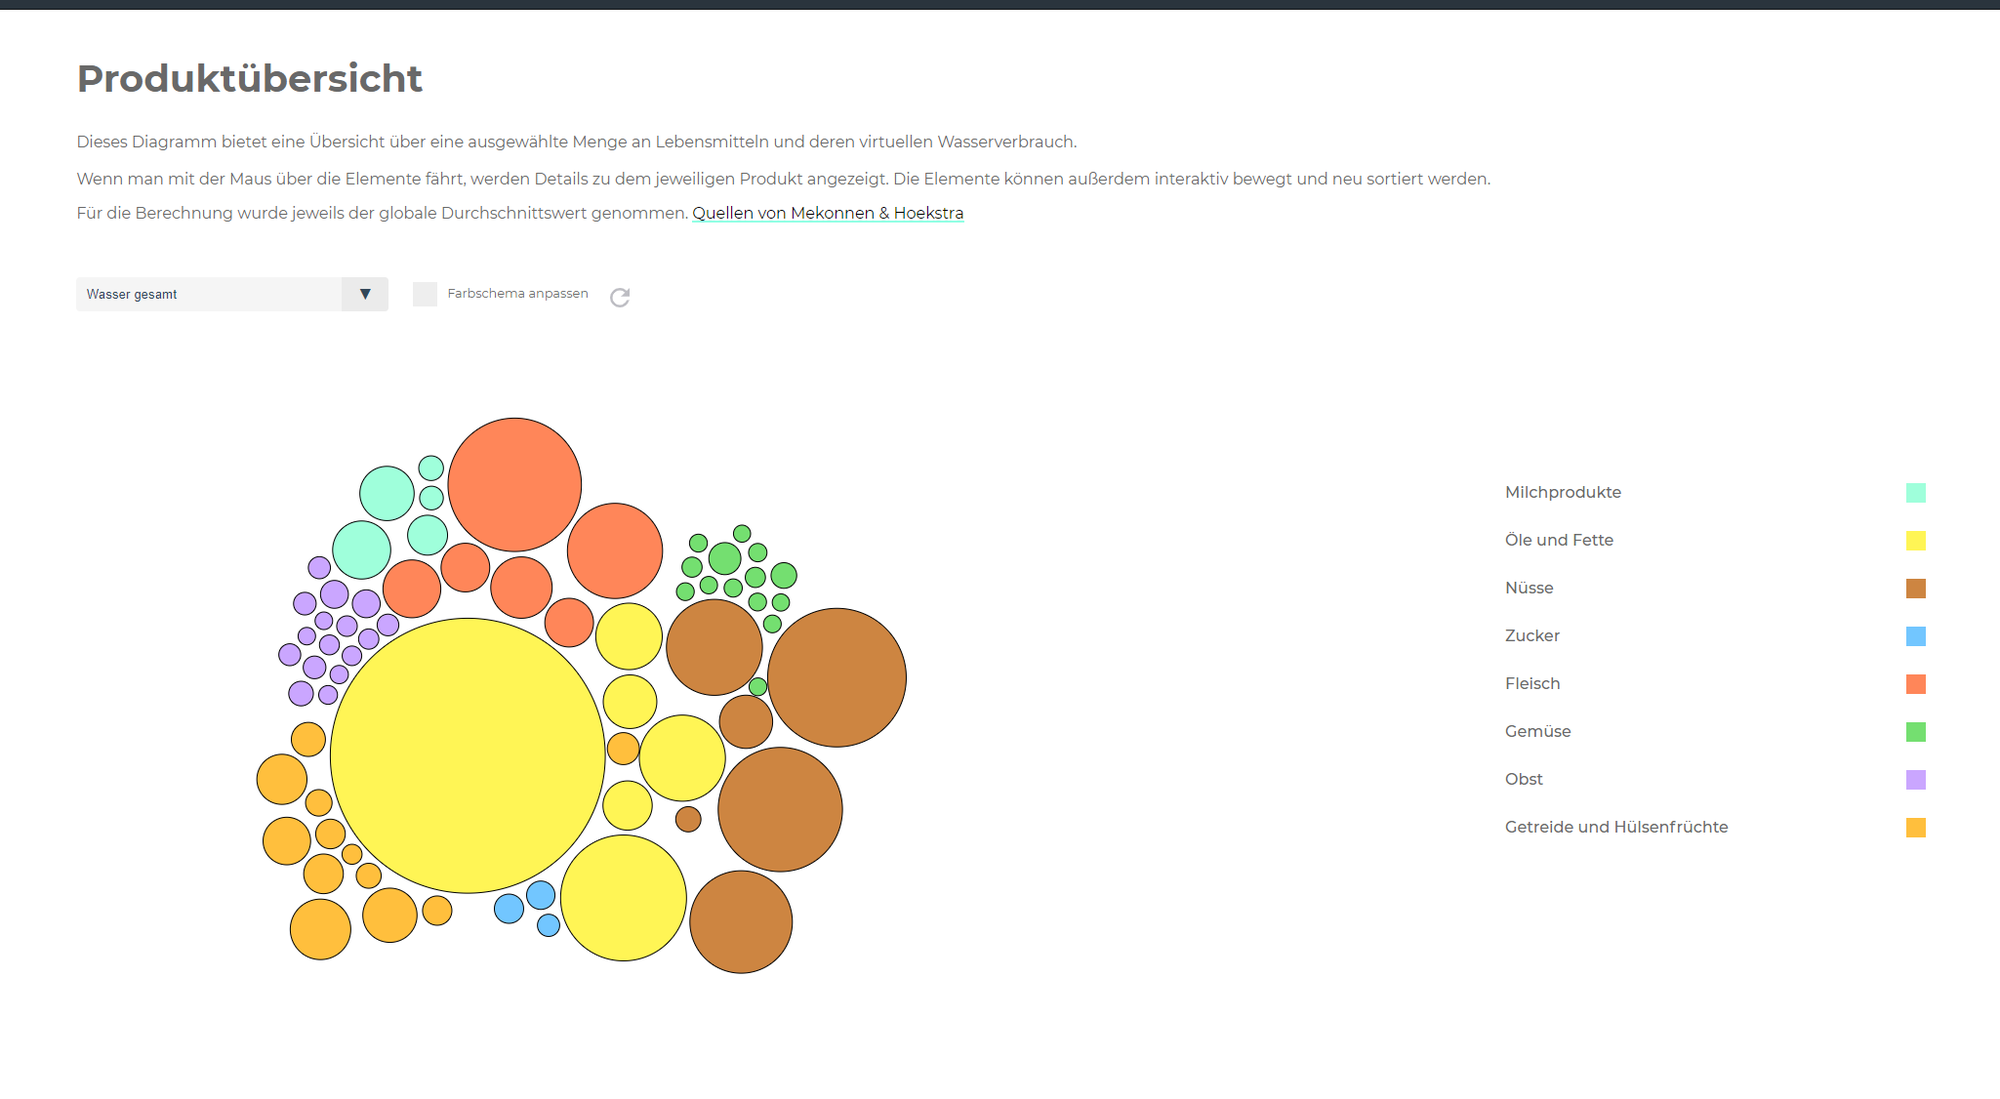 Produktübersicht
Dieses Diagramm bietet eine Übersicht über eine ausgewählte Menge an Lebensmitteln und deren virtuellen Wasserverbrauch.
Wenn man mit der Maus über die Elemente fährt, werden Details zu dem jeweiligen Produkt angezeigt. Die Elemente können außerdem interaktiv bewegt und neu sortiert werden.
Für die Berechnung wurde jeweils der globale Durchschnittswert genommen. Quellen von Mekonnen & Hoekstra
Wasser gesamt ▼ Farbschema anpassen
Milchprodukte
Öle und Fette
Nüsse
Zucker
Fleisch
Gemüse
Obst
Getreide und Hülsenfrüchte